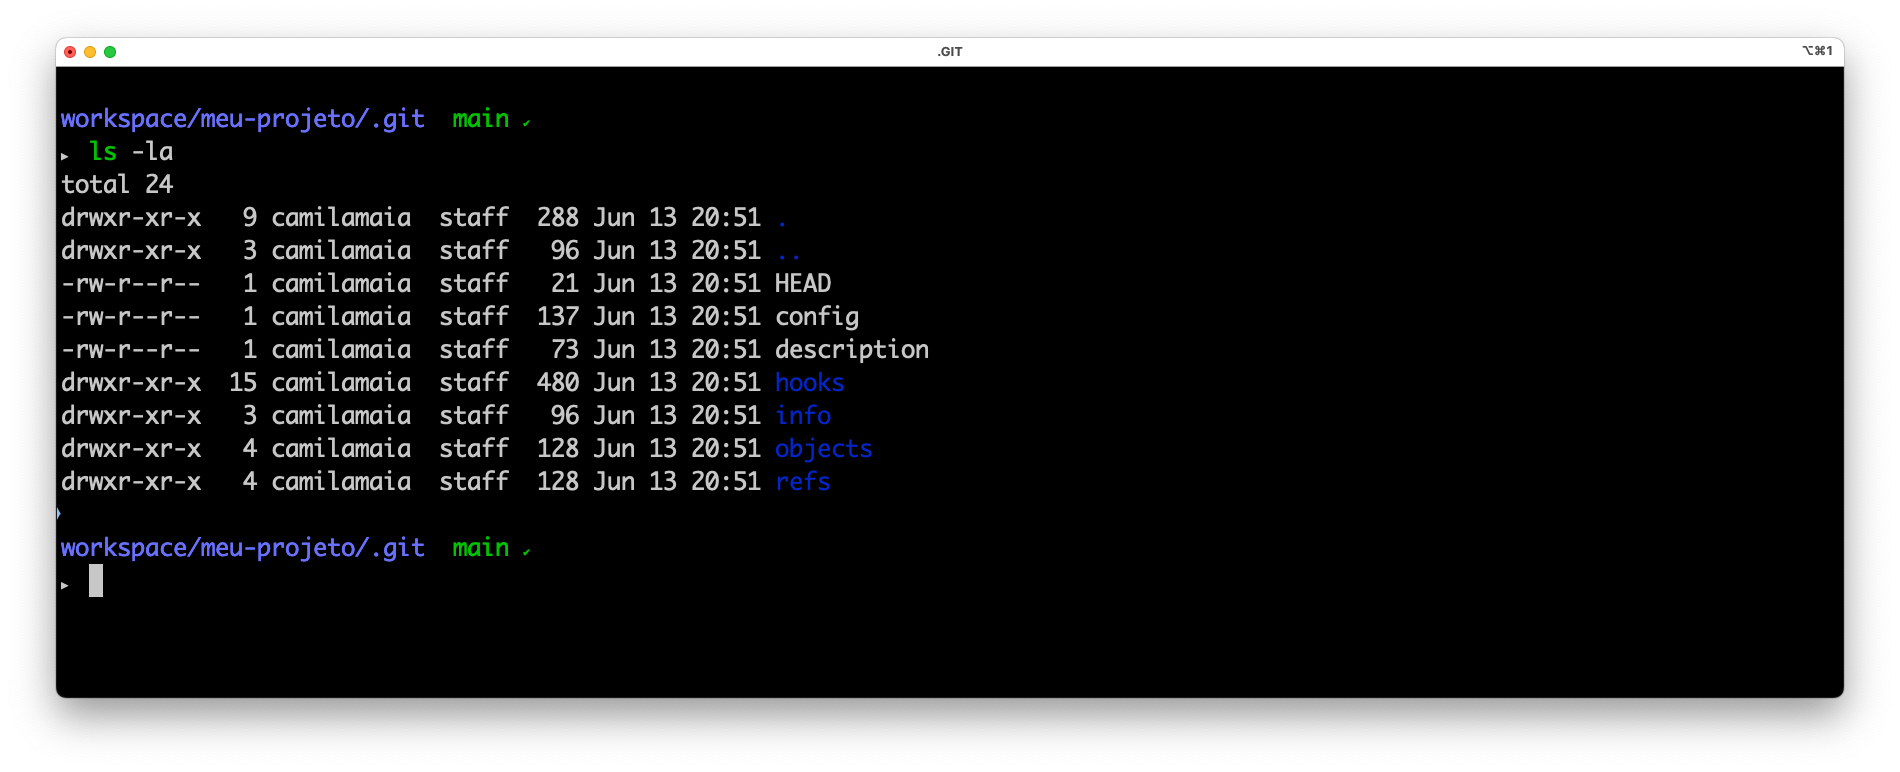 .GIT
⌥⌘1
workspace/meu-projeto/.git  main ✔
▸ ls -la
total 24
drwxr-xr-x   9 camilamaia  staff  288 Jun 13 20:51 .
drwxr-xr-x   3 camilamaia  staff   96 Jun 13 20:51 ..
-rw-r--r--   1 camilamaia  staff   21 Jun 13 20:51 HEAD
-rw-r--r--   1 camilamaia  staff  137 Jun 13 20:51 config
-rw-r--r--   1 camilamaia  staff   73 Jun 13 20:51 description
drwxr-xr-x  15 camilamaia  staff  480 Jun 13 20:51 hooks
drwxr-xr-x   3 camilamaia  staff   96 Jun 13 20:51 info
drwxr-xr-x   4 camilamaia  staff  128 Jun 13 20:51 objects
drwxr-xr-x   4 camilamaia  staff  128 Jun 13 20:51 refs
workspace/meu-projeto/.git  main ✔
▸